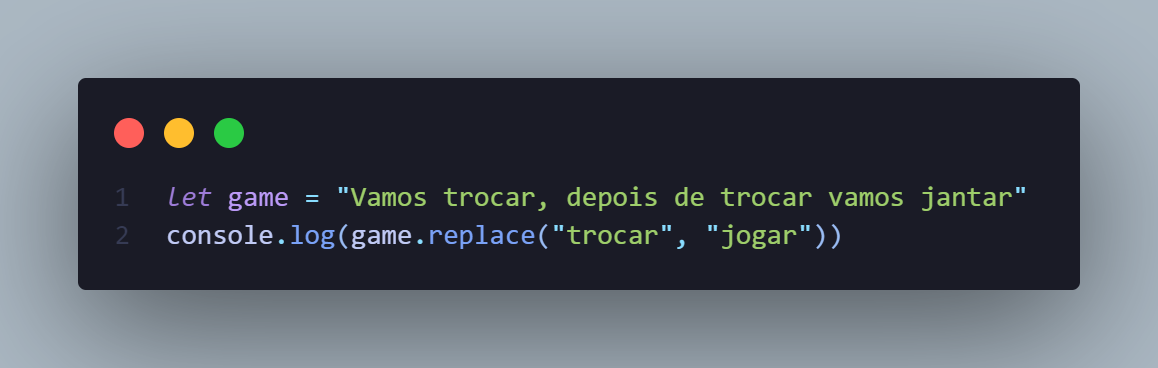 1 let game = "Vamos trocar, depois de trocar vamos jantar"
2 console.log(game.replace("trocar", "jogar"))